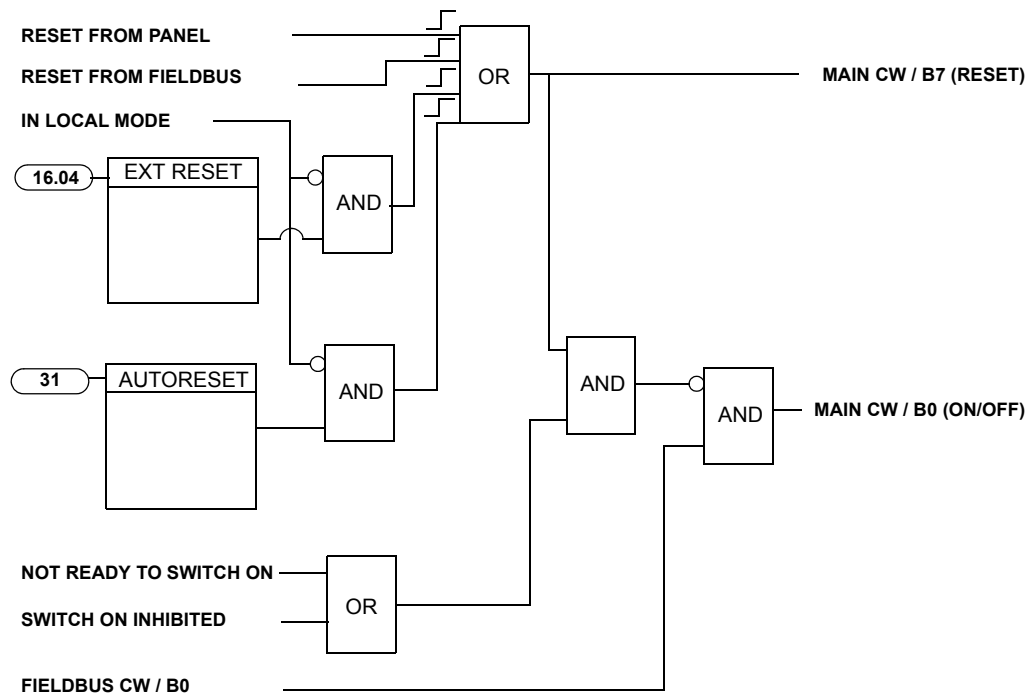 RESET FROM PANEL
RESET FROM FIELDBUS
OR
MAIN CW / B7 (RESET)
IN LOCAL MODE
16.04
EXT RESET
AND
31
AUTORESET
AND
AND
AND
MAIN CW / B0 (ON/OFF)
NOT READY TO SWITCH ON
SWITCH ON INHIBITED
OR
FIELDBUS CW / B0